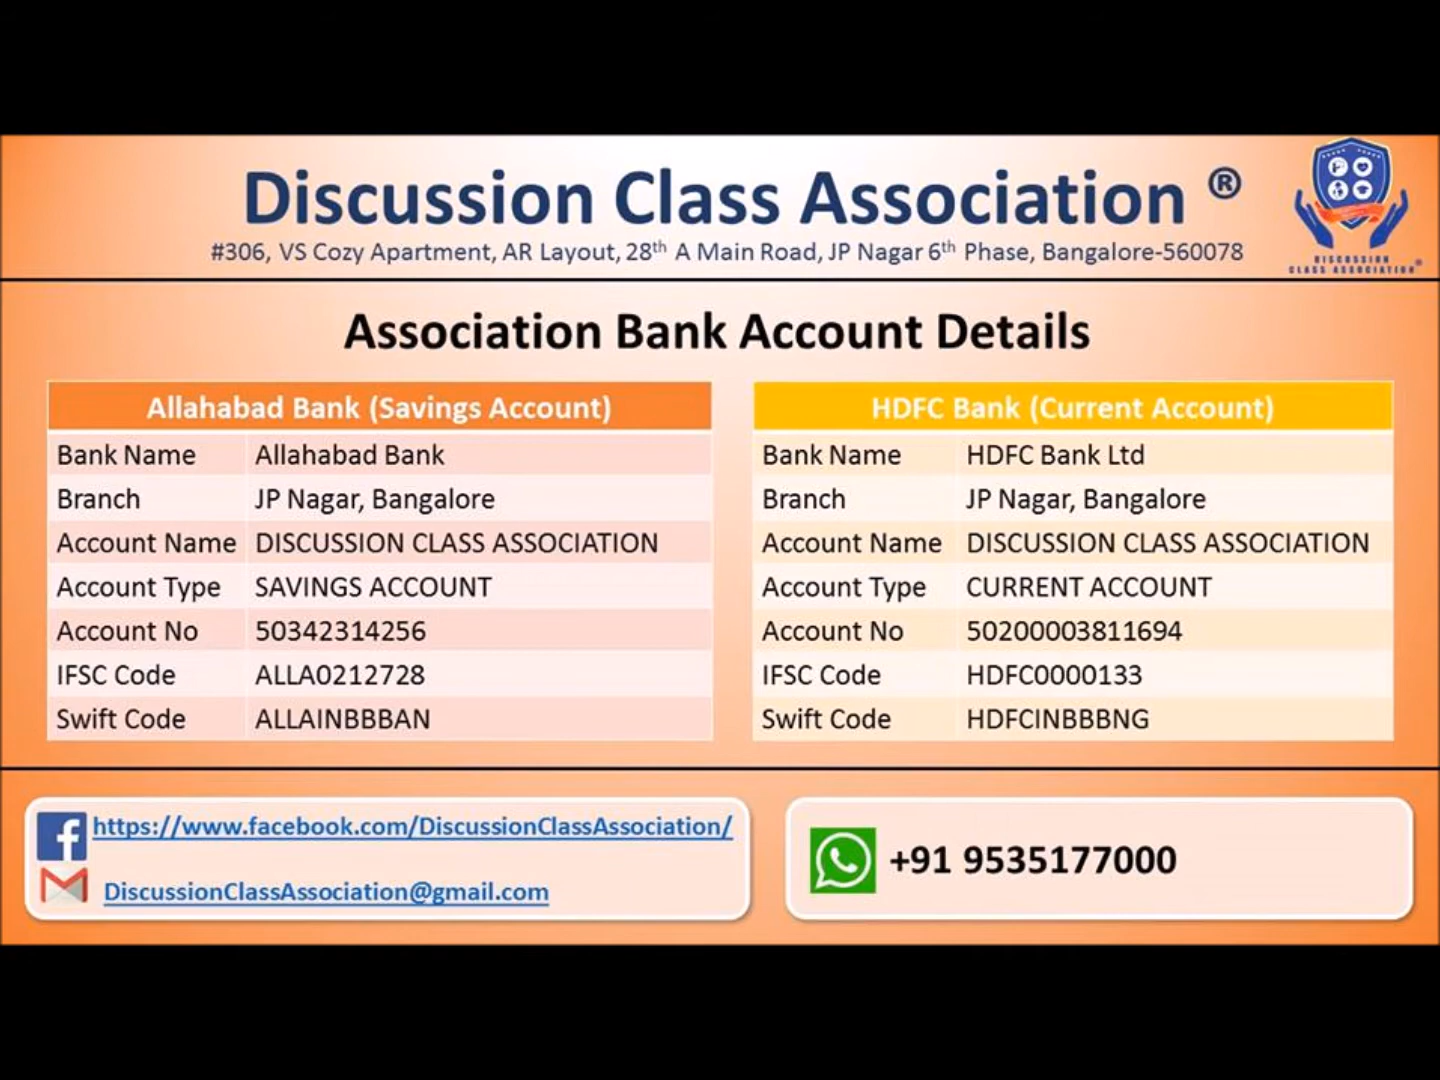 Discussion Class Association ®
#306, VS Cozy Apartment, AR Layout, 28th A Main Road, JP Nagar 6th Phase, Bangalore-560078
DISCUSSION
CLASS ASSOCIATION®
Association Bank Account Details
Allahabad Bank (Savings Account)
Bank Name Allahabad Bank
Branch JP Nagar, Bangalore
Account Name DISCUSSION CLASS ASSOCIATION
Account Type SAVINGS ACCOUNT
Account No 50342314256
IFSC Code ALLA0212728
Swift Code ALLAINBBBAN
HDFC Bank (Current Account)
Bank Name HDFC Bank Ltd
Branch JP Nagar, Bangalore
Account Name DISCUSSION CLASS ASSOCIATION
Account Type CURRENT ACCOUNT
Account No 50200003811694
IFSC Code HDFC0000133
Swift Code HDFCINBBBNG
https://www.facebook.com/DiscussionClassAssociation/
DiscussionClassAssociation@gmail.com
+91 9535177000